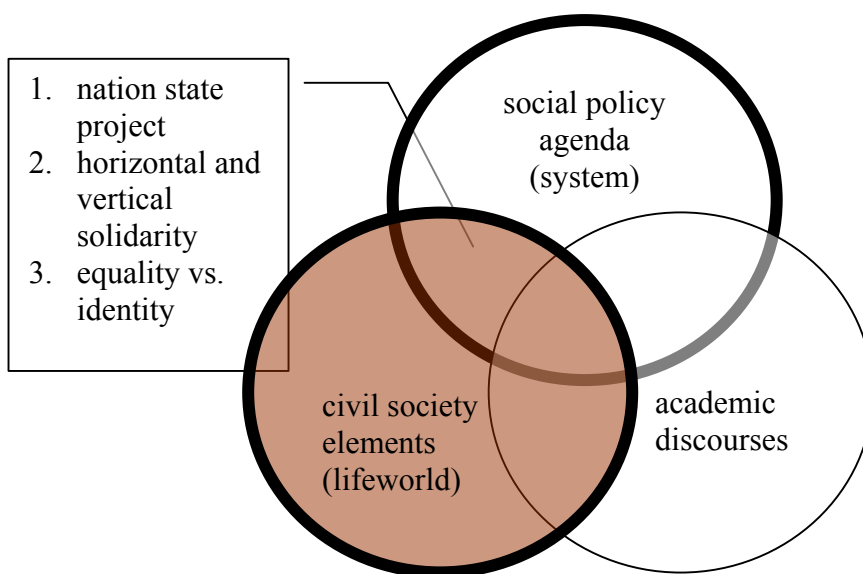 1. nation state
project
2. horizontal and
vertical
solidarity
3. equality vs.
identity
social policy
agenda
(system)
civil society
elements
(lifeworld)
academic
discourses